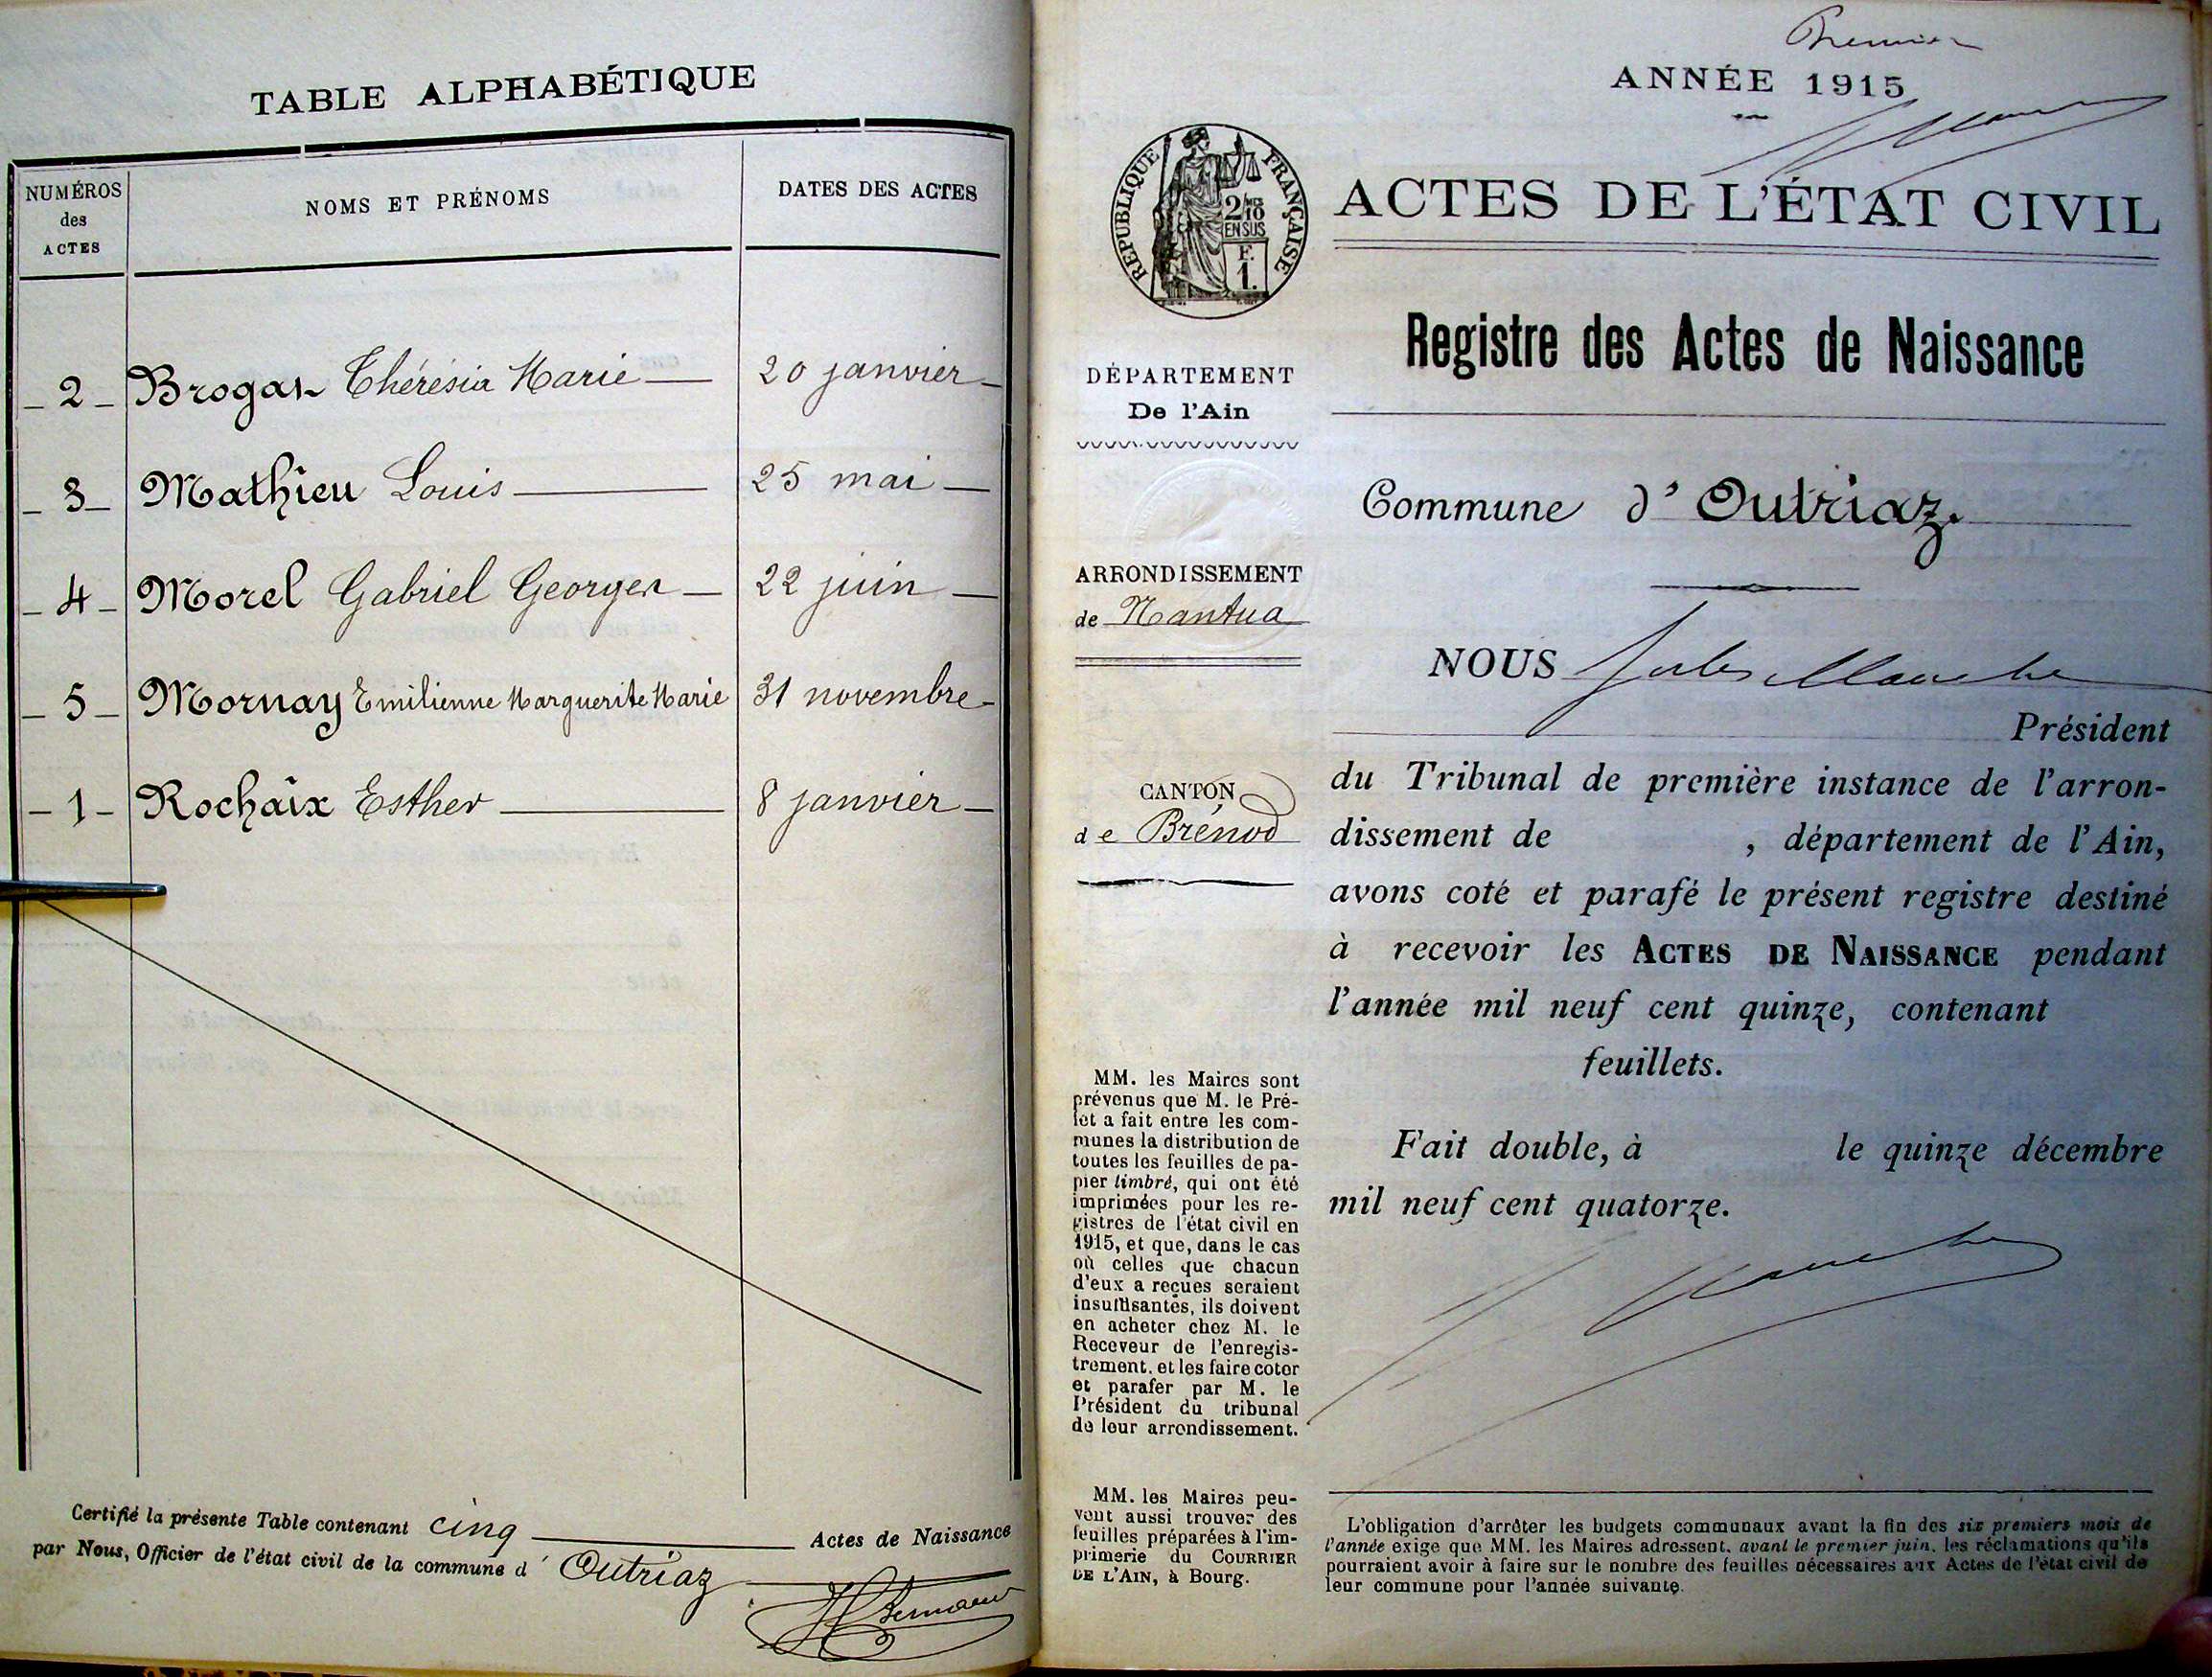 TABLE ALPHABÉTIQUE
NUMÉROS
des
ACTES
NOMS ET PRÉNOMS
DATES DES ACTES
2 Brogan Thérésia Marie 20 janvier
3 Mathieu Louis 25 mai
4 Morel Gabriel Georges 22 juin
5 Mornay Emilienne Marguerite Marie 31 novembre
1 Rochaix Esther 8 janvier
Certifié la présente Table contenant cinq Actes de Naissance
par Nous, Officier de l'état civil de la commune d' Outriaz
Premier
ANNÉE 1915
RÉPUBLIQUE FRANÇAISE
2/10
EN SUS
F.
1.
ACTES DE L'ÉTAT CIVIL
Registre des Actes de Naissance
DÉPARTEMENT
De l'Ain
Commune d' Outriaz.
ARRONDISSEMENT
de Nantua
CANTON
de Brénod
NOUS Jules
Président
du Tribunal de première instance de l'arron-
dissement de , département de l'Ain,
avons coté et parafé le présent registre destiné
à recevoir les ACTES DE NAISSANCE pendant
l'année mil neuf cent quinze, contenant
feuillets.
Fait double, à le quinze décembre
mil neuf cent quatorze.
MM. les Maires sont
prévenus que M. le Pré-
fet a fait entre les com-
munes la distribution de
toutes les feuilles de pa-
pier timbré, qui ont été
imprimées pour les re-
gistres de l'état civil en
1915, et que, dans le cas
où celles que chacun
d'eux a reçues seraient
insuffisantes, ils doivent
en acheter chez M. le
Receveur de l'enregis-
trement. et les faire coter
et parafer par M. le
Président du tribunal
de leur arrondissement.
MM. les Maires peu-
vent aussi trouver des
feuilles préparées à l'im-
primerie du COURRIER
DE L'AIN, à Bourg.
L'obligation d'arrêter les budgets communaux avant la fin des six premiers mois de
l'année exige que MM. les Maires adressent, avant le premier juin, les réclamations qu'ils
pourraient avoir à faire sur le nombre des feuilles nécessaires aux Actes de l'état civil de
leur commune pour l'année suivante.